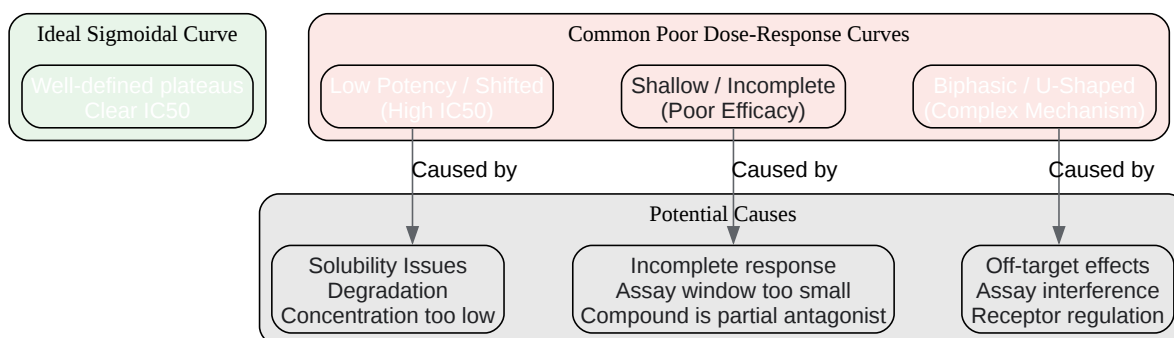 Ideal Sigmoidal Curve
Well-defined plateaus
Clear IC50
Common Poor Dose-Response Curves
Low Potency / Shifted
(High IC50)
Shallow / Incomplete
(Poor Efficacy)
Biphasic / U-Shaped
(Complex Mechanism)
Caused by
Caused by
Caused by
Potential Causes
Solubility Issues
Degradation
Concentration too low
Incomplete response
Assay window too small
Compound is partial antagonist
Off-target effects
Assay interference
Receptor regulation